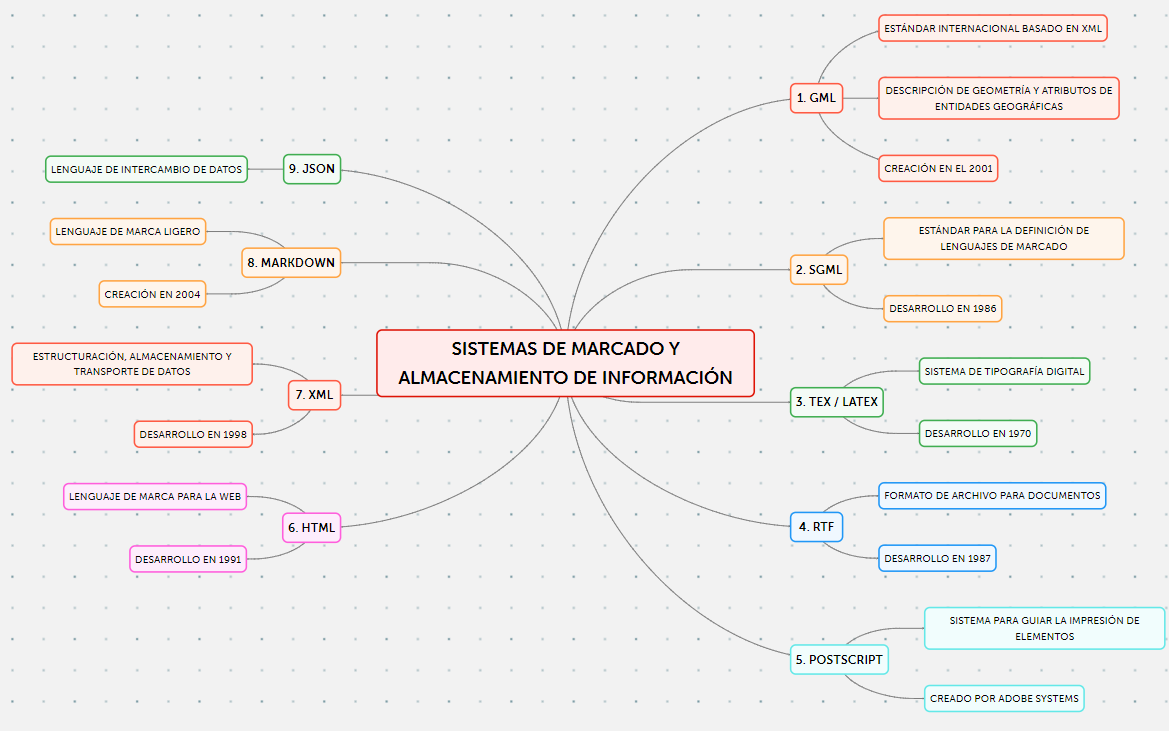 SISTEMAS DE MARCADO Y
ALMACENAMIENTO DE INFORMACIÓN
1. GML
ESTÁNDAR INTERNACIONAL BASADO EN XML
DESCRIPCIÓN DE GEOMETRÍA Y ATRIBUTOS DE
ENTIDADES GEOGRÁFICAS
CREACIÓN EN EL 2001
2. SGML
ESTÁNDAR PARA LA DEFINICIÓN DE
LENGUAJES DE MARCADO
DESARROLLO EN 1986
3. TEX / LATEX
SISTEMA DE TIPOGRAFÍA DIGITAL
DESARROLLO EN 1970
4. RTF
FORMATO DE ARCHIVO PARA DOCUMENTOS
DESARROLLO EN 1987
5. POSTSCRIPT
SISTEMA PARA GUIAR LA IMPRESIÓN DE
ELEMENTOS
CREADO POR ADOBE SYSTEMS
6. HTML
LENGUAJE DE MARCA PARA LA WEB
DESARROLLO EN 1991
7. XML
ESTRUCTURACIÓN, ALMACENAMIENTO Y
TRANSPORTE DE DATOS
DESARROLLO EN 1998
8. MARKDOWN
LENGUAJE DE MARCA LIGERO
CREACIÓN EN 2004
9. JSON
LENGUAJE DE INTERCAMBIO DE DATOS